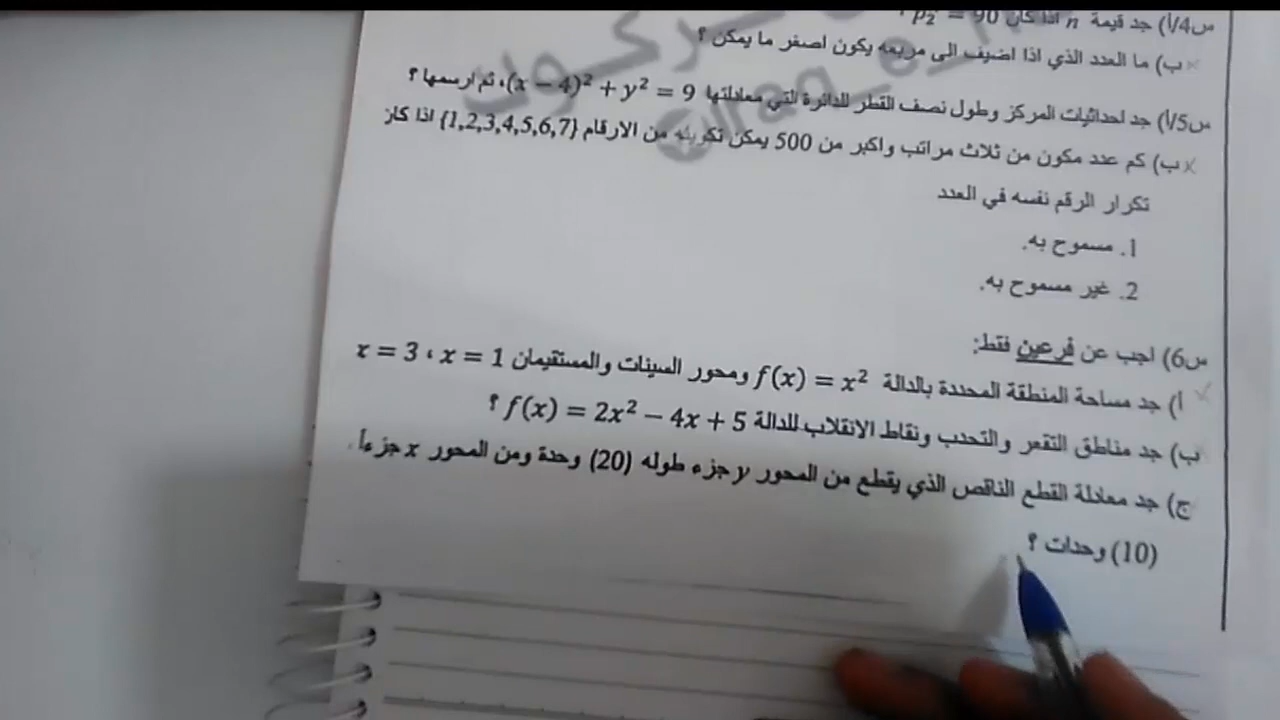 س4/أ) جد قيمة n اذا كان = 90
ب) ما العدد الذي اذا اضيف الى مربعه يكون اصغر ما يمكن ؟
س5/أ) جد احداثيات المركز وطول نصف القطر للدائرة التي معادلتها (x − 4)² + y² = 9، ثم ارسمها ؟
ب) كم عدد مكون من ثلاث مراتب واكبر من 500 يمكن تكوينه من الارقام {1,2,3,4,5,6,7} اذا كان
تكرار الرقم نفسه في العدد
1. مسموح به.
2. غير مسموح به.
س6) اجب عن فرعين فقط:
أ) جد مساحة المنطقة المحددة بالدالة f(x) = x² ومحور السينات والمستقيمان x = 1 ، x = 3
ب) جد مناطق التقعر والتحدب ونقاط الانقلاب للدالة f(x) = 2x² − 4x + 5 ؟
ج) جد معادلة القطع الناقص الذي يقطع من المحور y جزء طوله (20) وحدة ومن المحور x جزءاً
(10) وحدات ؟